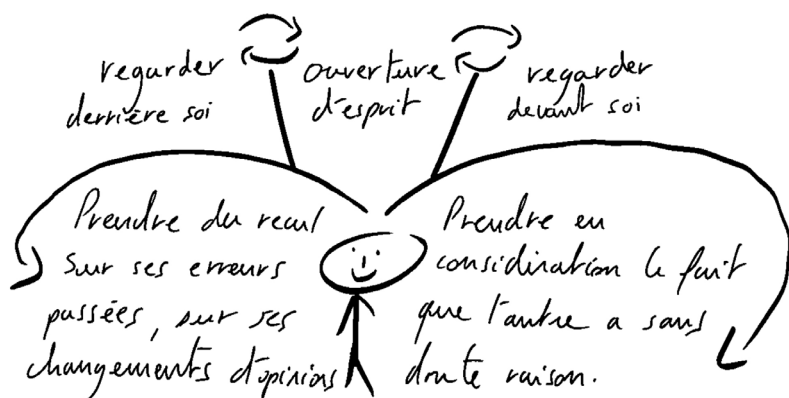 regarder
derrière soi
ouverture
d'esprit
regarder
devant soi
Prendre du recul
sur ses erreurs
passées, sur ses
changements d'opinions
Prendre en
considération le fait
que l'autre a sans
doute raison.